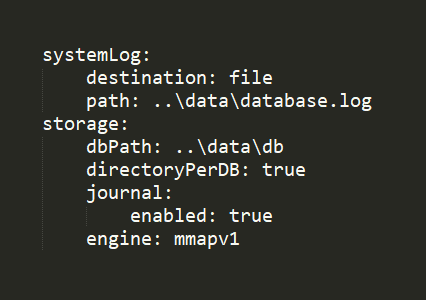 systemLog:
    destination: file
    path: ..\data\database.log
storage:
    dbPath: ..\data\db
    directoryPerDB: true
    journal:
        enabled: true
    engine: mmapv1